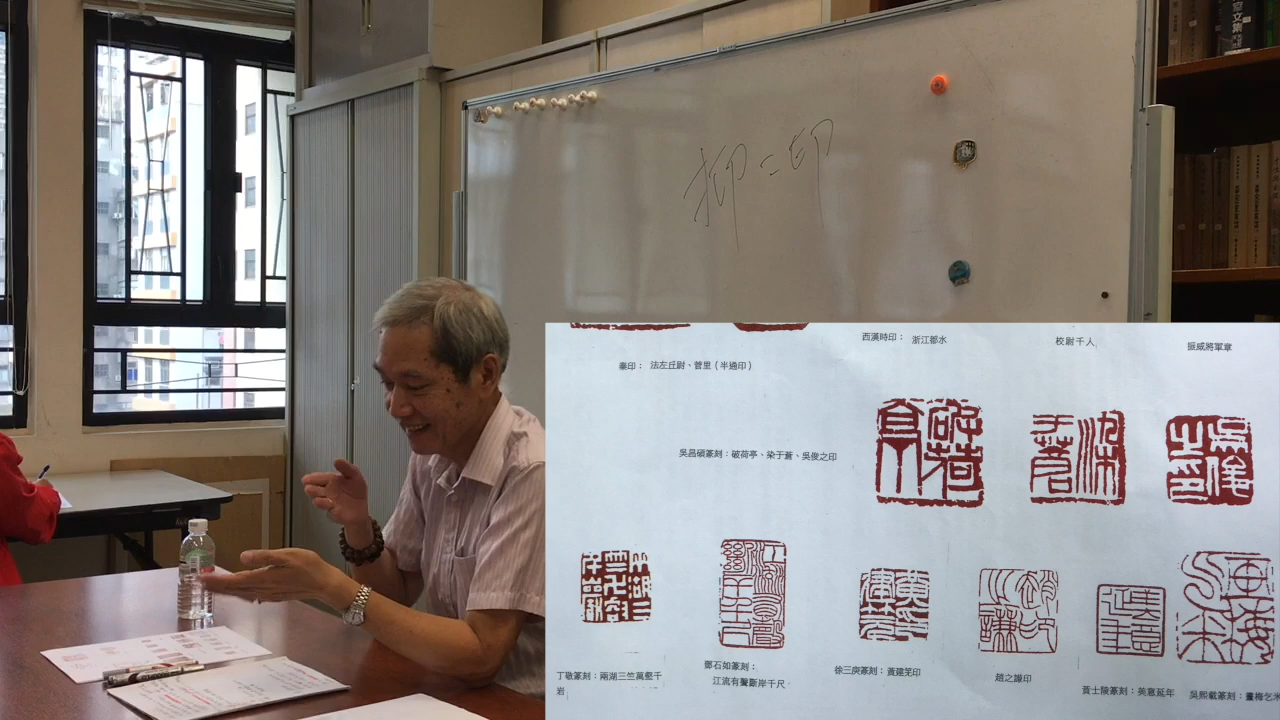 抑=印
西漢時印： 浙江都水
校尉千人
振威將軍章
秦印： 法左丘尉、菅里（半通印）
吳昌碩篆刻：破荷亭、染于蒼、吳俊之印
丁敬篆刻：兩湖三竺萬壑千
岩
鄧石如篆刻：
江流有聲斷岸千尺
徐三庚篆刻：黃建笎印
趙之謙印
黃士陵篆刻：美意延年
吳熙載篆刻：畫梅乞米